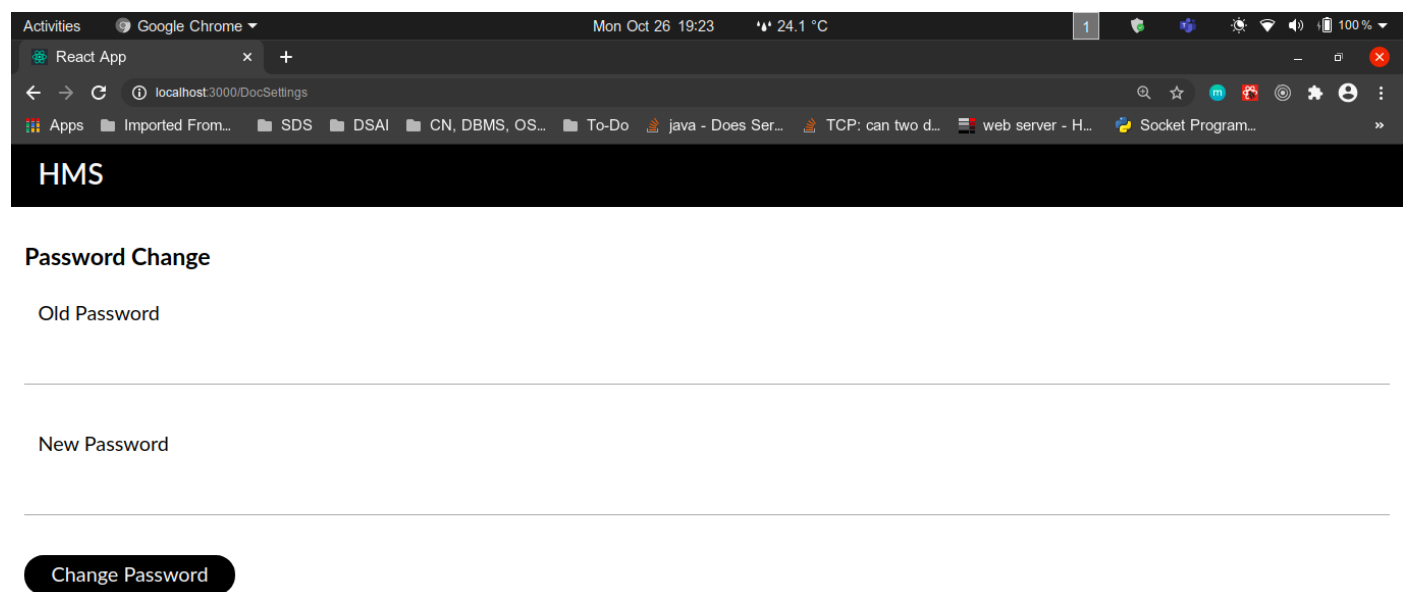 Activities Google Chrome Mon Oct 26 19:23 24.1 °C 1 100 %
React App
localhost:3000/DocSettings
Apps Imported From... SDS DSAI CN, DBMS, OS... To-Do java - Does Ser... TCP: can two d... web server - H... Socket Program... »
HMS
Password Change
Old Password
New Password
Change Password